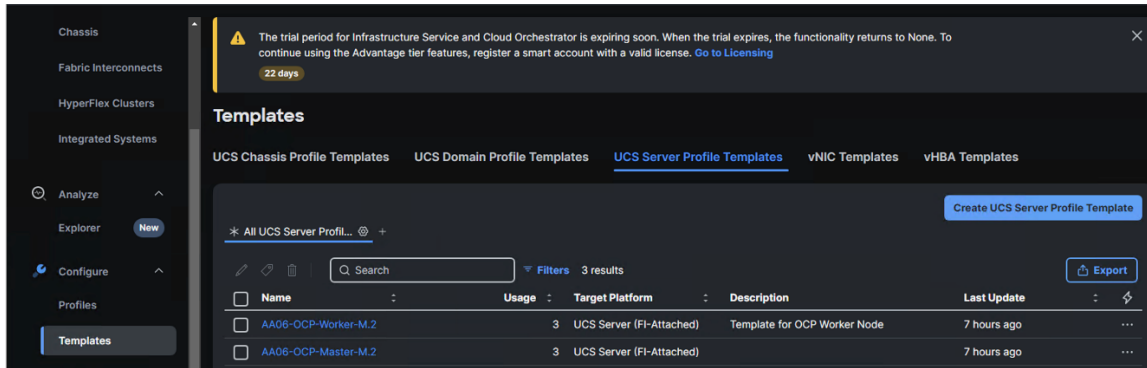 Chassis
Fabric Interconnects
HyperFlex Clusters
Integrated Systems
Analyze
Explorer New
Configure
Profiles
Templates
The trial period for Infrastructure Service and Cloud Orchestrator is expiring soon. When the trial expires, the functionality returns to None. To
continue using the Advantage tier features, register a smart account with a valid license. Go to Licensing
22 days
Templates
UCS Chassis Profile Templates UCS Domain Profile Templates UCS Server Profile Templates vNIC Templates vHBA Templates
Create UCS Server Profile Template
All UCS Server Profil... +
Search Filters 3 results Export
Name Usage Target Platform Description Last Update
AA06-OCP-Worker-M.2 3 UCS Server (FI-Attached) Template for OCP Worker Node 7 hours ago ...
AA06-OCP-Master-M.2 3 UCS Server (FI-Attached) 7 hours ago ...